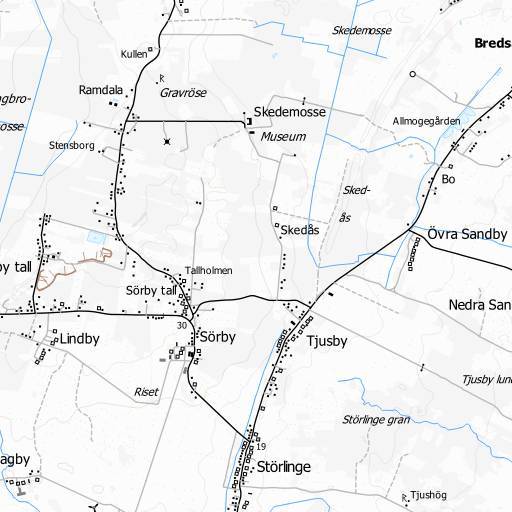 Skedemosse
Breds
Kullen
R
Ramdala
Gravröse
gbro-
osse
Skedemosse
Museum
Allmogegården
Stensborg
Bo
Sked-
ås
Skedås
Övra Sandby
by tall
Tallholmen
Sörby tall
Nedra San
30
Sörby
Lindby
Tjusby
Riset
Tjusby lund
Störlinge gran
19
Störlinge
agby
R
Tjushög